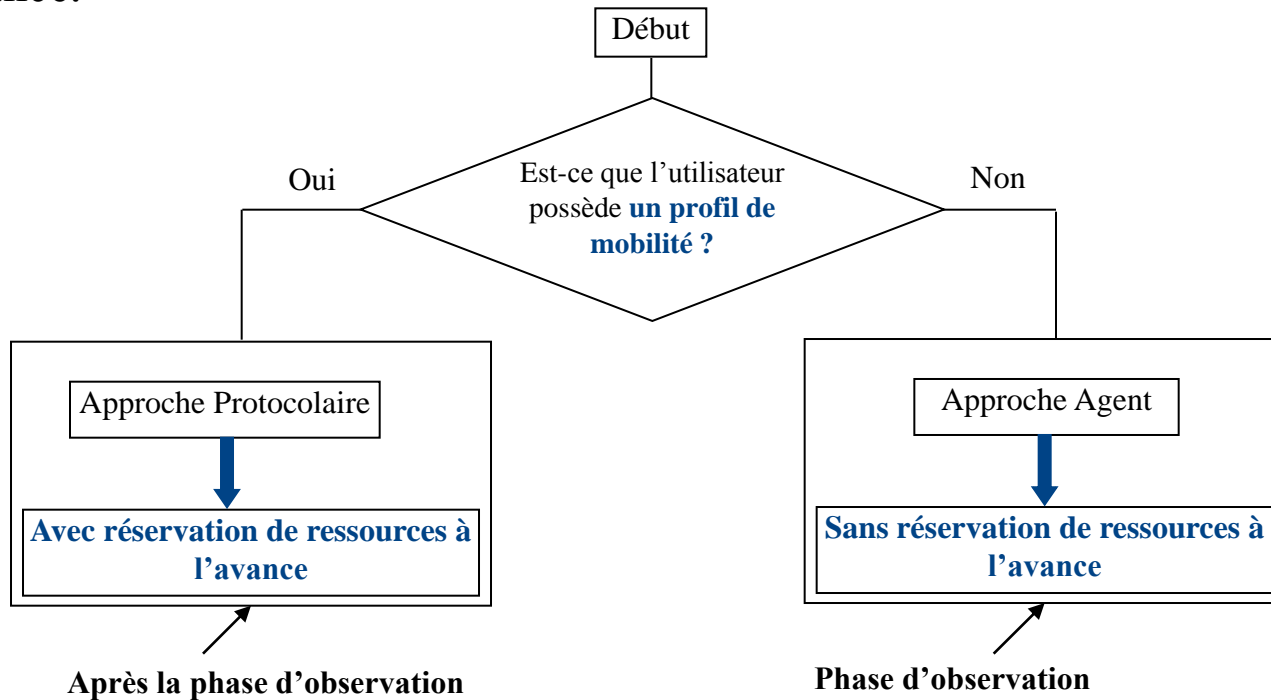 Début
Oui
Est-ce que l’utilisateur
possède un profil de
mobilité ?
Non
Approche Protocolaire
Avec réservation de ressources à
l’avance
Après la phase d’observation
Approche Agent
Sans réservation de ressources à
l’avance
Phase d’observation